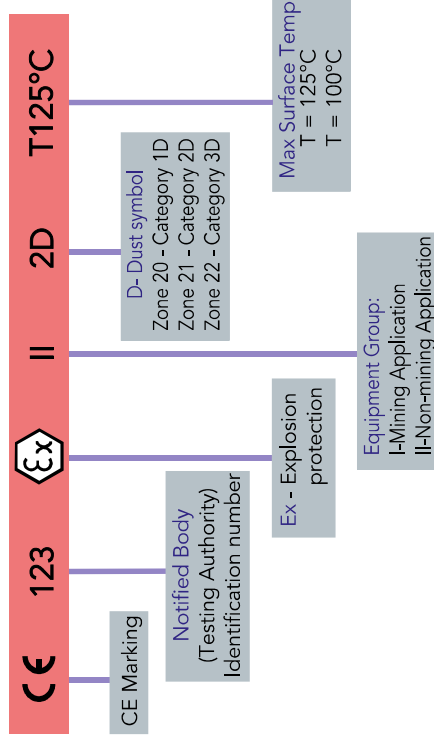 CE 123 Ex II 2D T125°C
CE Marking
Notified Body
(Testing Authority)
Identification number
Ex - Explosion
protection
Equipment Group:
I-Mining Application
II-Non-mining Application
D- Dust symbol
Zone 20 - Category 1D
Zone 21 - Category 2D
Zone 22 - Category 3D
Max Surface Temp
T = 125°C
T = 100°C